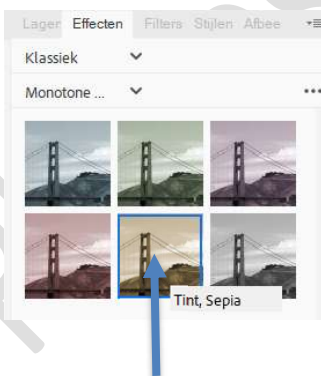 Lagen Effecten Filters Stijlen Afbee
Klassiek
Monotone ...
Tint, Sepia